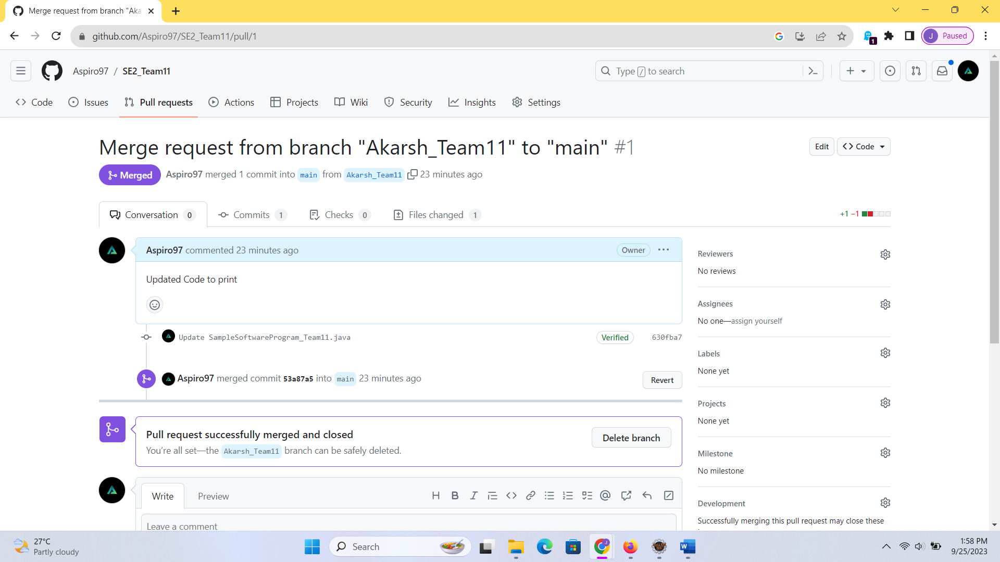 Merge request from branch "Aka
github.com/Aspiro97/SE2_Team11/pull/1
1
J Paused
Aspiro97 / SE2_Team11
Type / to search
Code
Issues
Pull requests
Actions
Projects
Wiki
Security
Insights
Settings
Merge request from branch "Akarsh_Team11" to "main" #1
Edit
Code
Merged
Aspiro97 merged 1 commit into main from Akarsh_Team11 23 minutes ago
Conversation 0
Commits 1
Checks 0
Files changed 1
+1 −1
Aspiro97 commented 23 minutes ago
Owner
Updated Code to print
Update SampleSoftwareProgram_Team11.java
Verified
630fba7
Aspiro97 merged commit 53a87a5 into main 23 minutes ago
Revert
Pull request successfully merged and closed
You're all set—the Akarsh_Team11 branch can be safely deleted.
Delete branch
Write
Preview
Leave a comment
Reviewers
No reviews
Assignees
No one—assign yourself
Labels
None yet
Projects
None yet
Milestone
No milestone
Development
Successfully merging this pull request may close these
27°C
Partly cloudy
Search
1:58 PM
9/25/2023